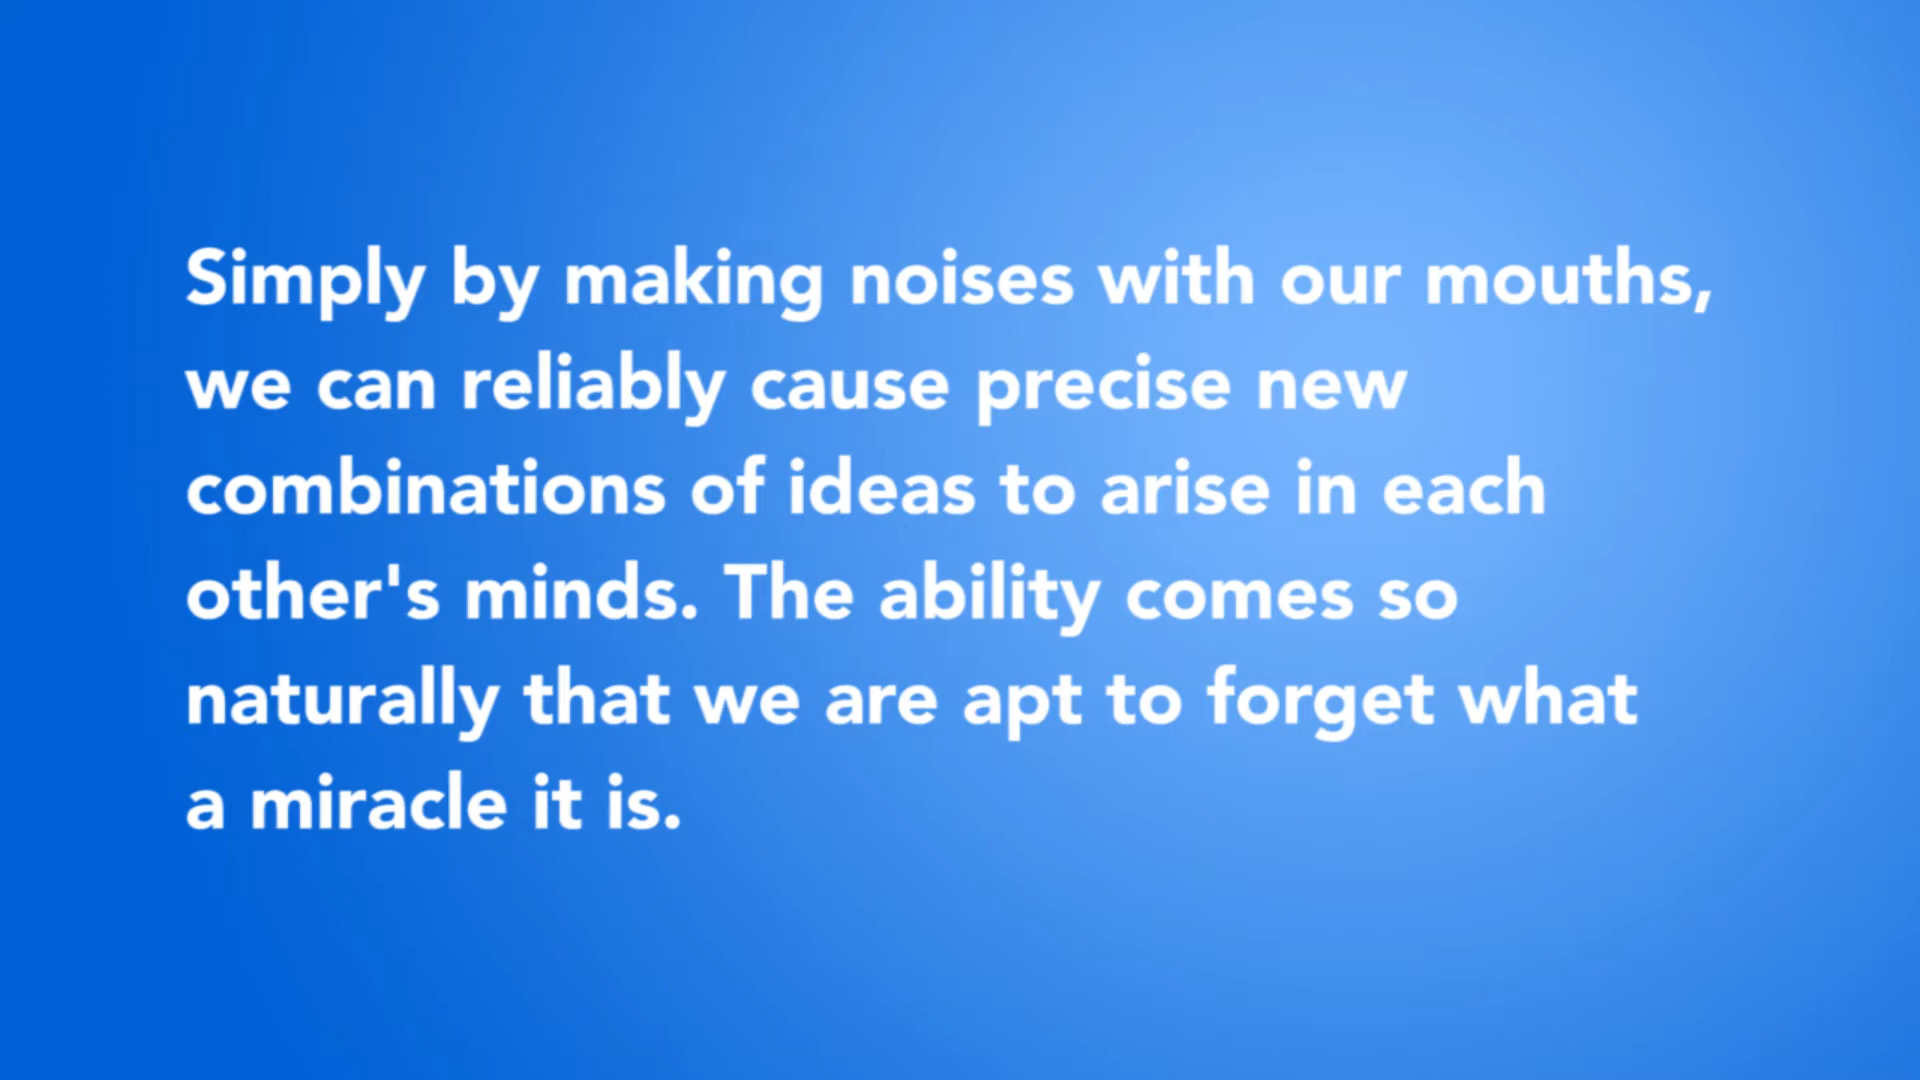 Simply by making noises with our mouths,
we can reliably cause precise new
combinations of ideas to arise in each
other's minds. The ability comes so
naturally that we are apt to forget what
a miracle it is.